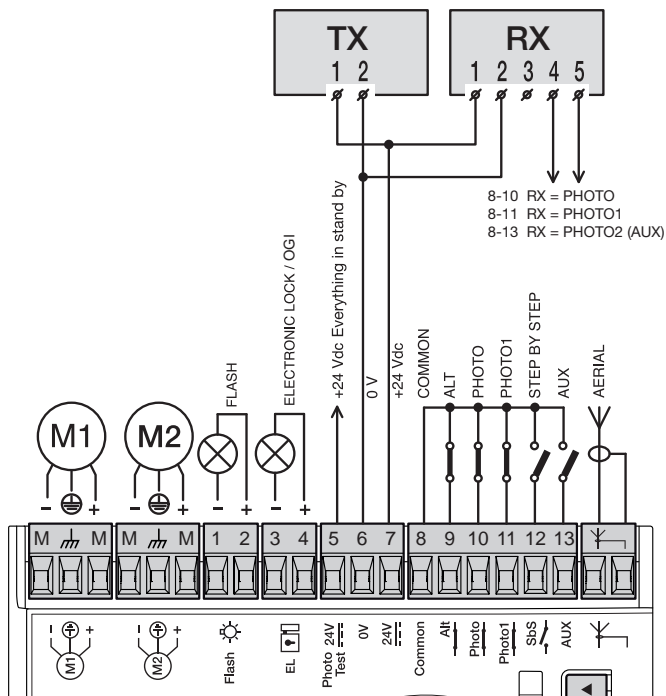 TX
RX
1 2
1 2 3 4 5
8-10 RX = PHOTO
8-11 RX = PHOTO1
8-13 RX = PHOTO2 (AUX)
FLASH
ELECTRONIC LOCK / OGI
+24 Vdc Everything in stand by
0 V
+24 Vdc
COMMON
ALT
PHOTO
PHOTO1
STEP BY STEP
AUX
AERIAL
M1
M2
- +
- +
- +
- +
M M M M 1 2 3 4 5 6 7 8 9 10 11 12 13
- +
M1
- +
M2
Flash
EL
Photo Test 24V
0V
24V
Common
Alt
Photo
Photo1
SbS
AUX